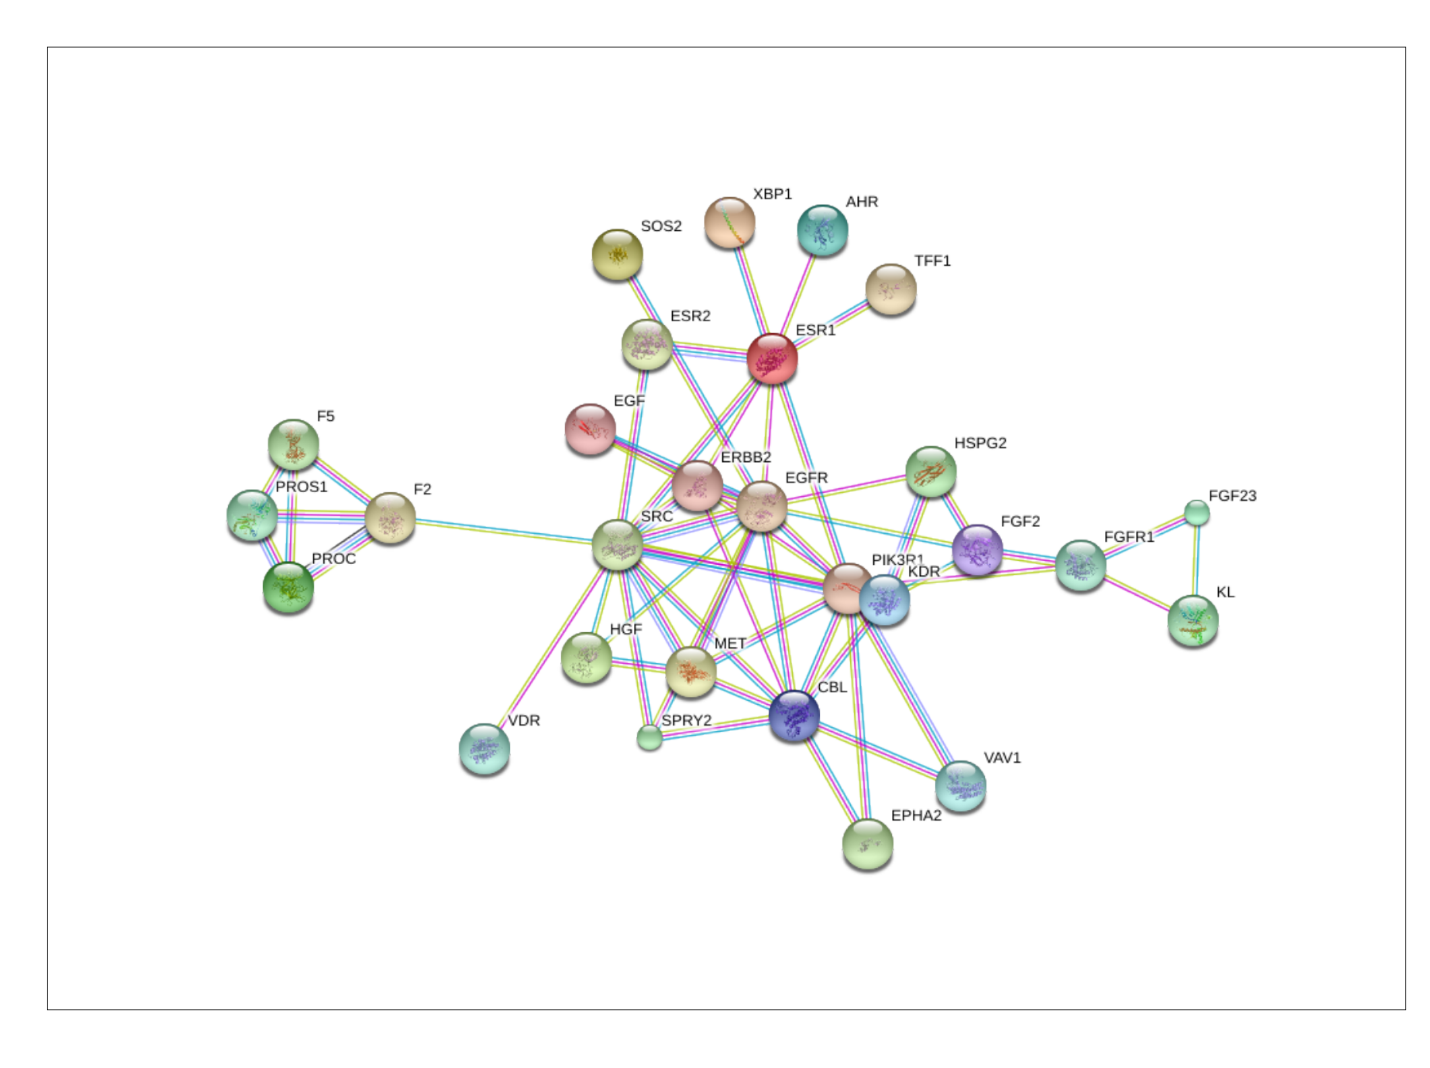 XBP1
AHR
SOS2
TFF1
ESR2
ESR1
EGF
F5
HSPG2
ERBB2
EGFR
PROS1
F2
FGF23
SRC
FGF2
FGFR1
PROC
PIK3R1
KDR
KL
HGF
MET
CBL
VDR
SPRY2
VAV1
EPHA2